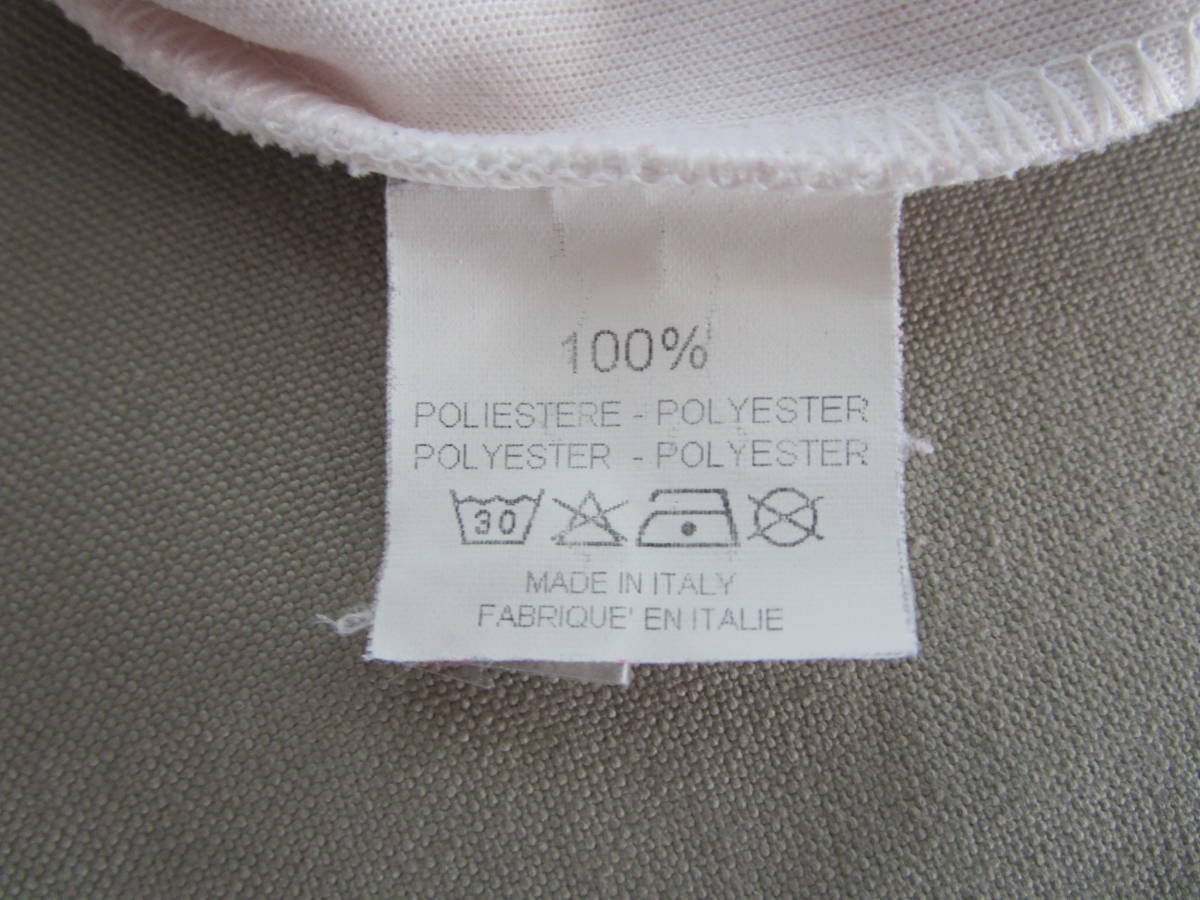 100%
POLIESTERE - POLYESTER
POLYESTER - POLYESTER
30
MADE IN ITALY
FABRIQUE' EN ITALIE